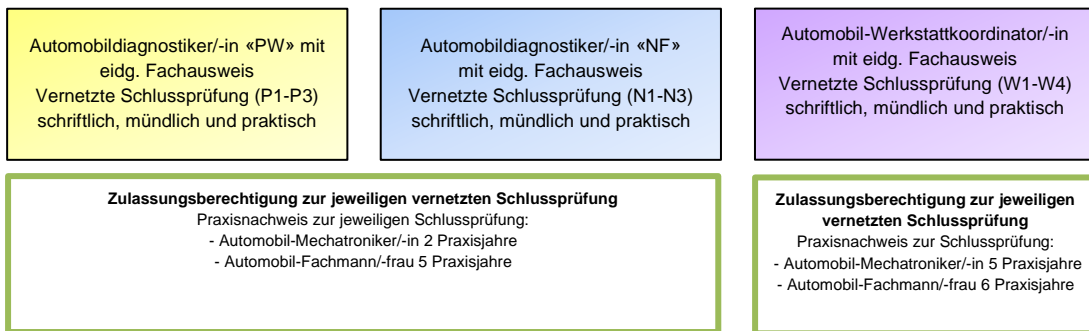 Automobildiagnostiker/-in «PW» mit
eidg. Fachausweis
Vernetzte Schlussprüfung (P1-P3)
schriftlich, mündlich und praktisch
Automobildiagnostiker/-in «NF»
mit eidg. Fachausweis
Vernetzte Schlussprüfung (N1-N3)
schriftlich, mündlich und praktisch
Automobil-Werkstattkoordinator/-in
mit eidg. Fachausweis
Vernetzte Schlussprüfung (W1-W4)
schriftlich, mündlich und praktisch
Zulassungsberechtigung zur jeweiligen vernetzten Schlussprüfung
Praxisnachweis zur jeweiligen Schlussprüfung:
- Automobil-Mechatroniker/-in 2 Praxisjahre
- Automobil-Fachmann/-frau 5 Praxisjahre
Zulassungsberechtigung zur jeweiligen
vernetzten Schlussprüfung
Praxisnachweis zur Schlussprüfung:
- Automobil-Mechatroniker/-in 5 Praxisjahre
- Automobil-Fachmann/-frau 6 Praxisjahre